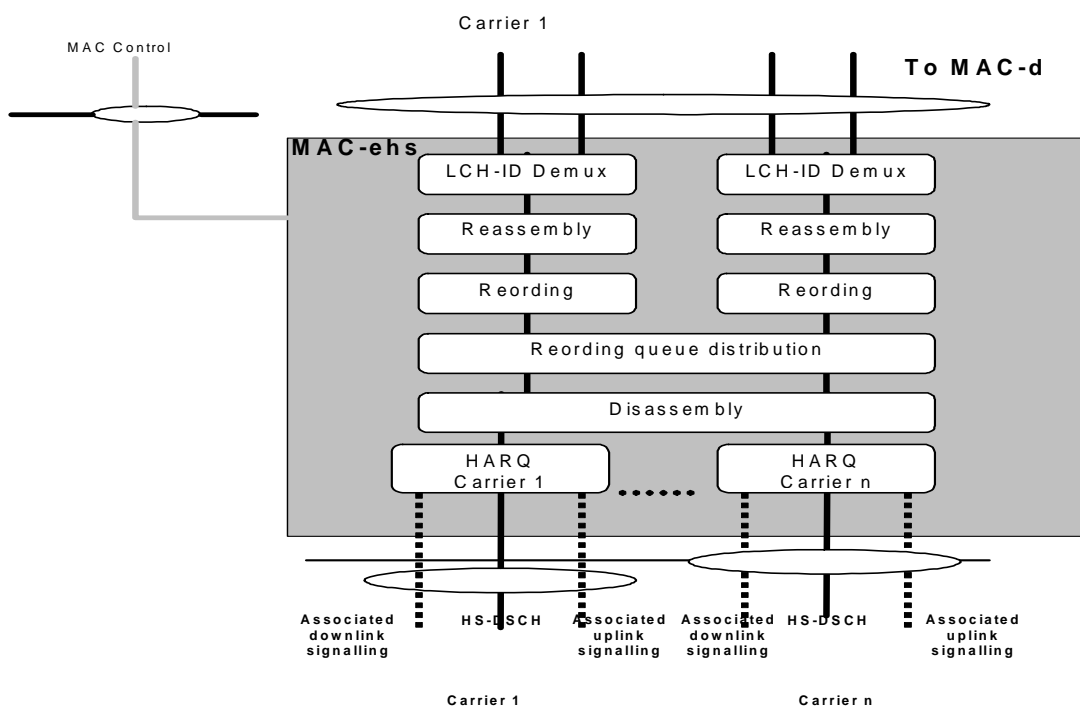 Carrier 1
MAC Control
To MAC-d
MAC-ehs
LCH-ID Demux
LCH-ID Demux
Reassembly
Reassembly
Reording
Reording
Reording queue distribution
Disassembly
HARQ
Carrier 1
HARQ
Carrier n
Associated
downlink
signalling
HS-DSCH
Associated
uplink
signalling
Associated
downlink
signalling
HS-DSCH
Associated
uplink
signalling
Carrier 1
Carrier n